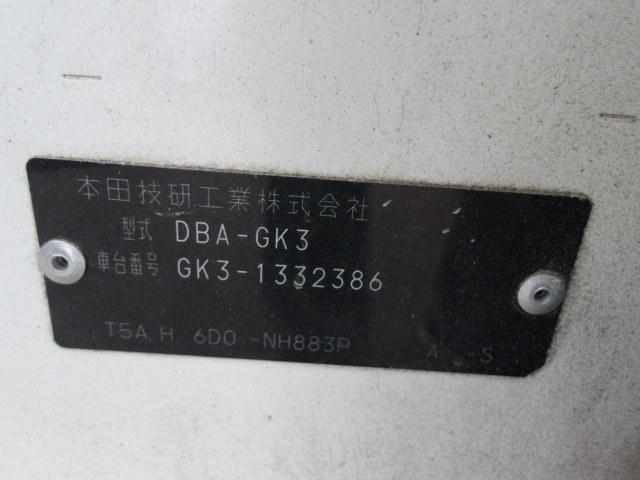 本田技研工業株式会社
型式 DBA-GK3
車台番号 GK3-1332386
T5A H 6D0 -NH883P A -S